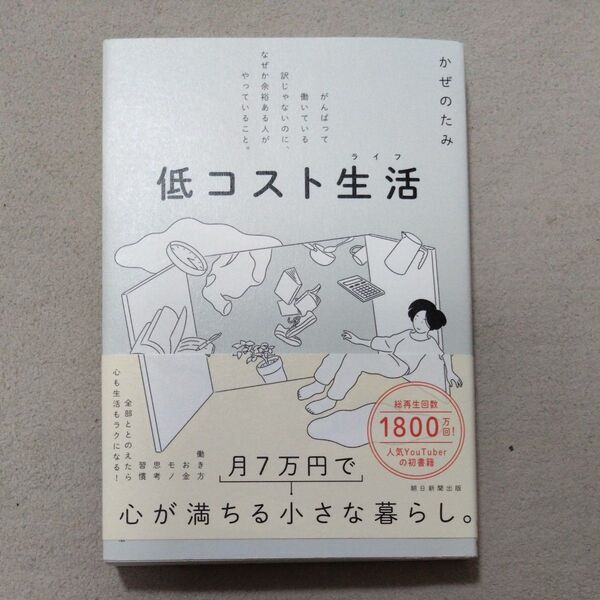 かぜのたみ
がんばって
働いている
訳じゃないのに、
なぜか余裕ある人が
やっていること。
ライフ
低コスト生活
総再生回数
1800万回!
人気YouTuber
の初書籍
朝日新聞出版
働き方
お金
モノ
思考
習慣
全部ととのえたら
心も生活もラクになる!
月7万円で
心が満ちる小さな暮らし。